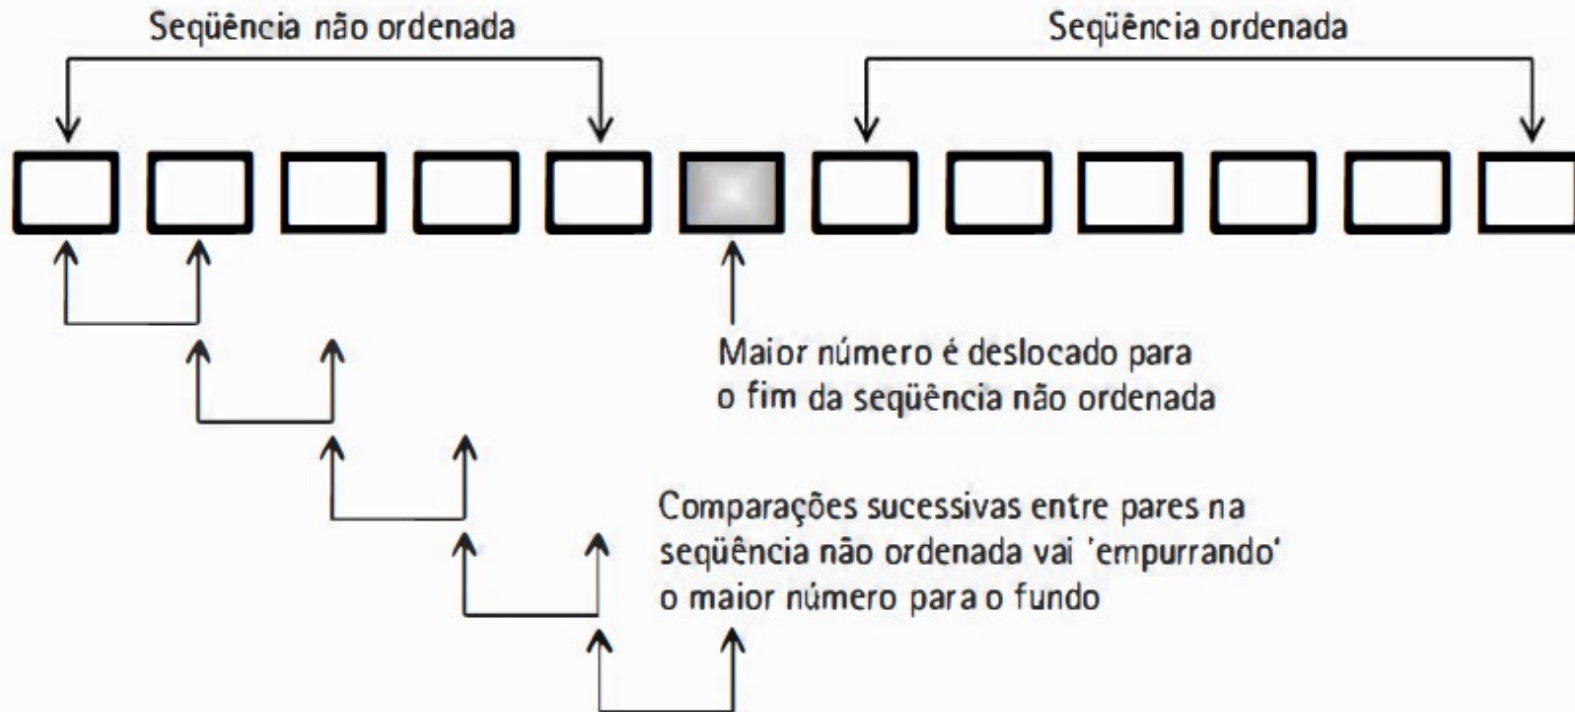 Seqüência não ordenada
Seqüência ordenada
Maior número é deslocado para
o fim da seqüência não ordenada
Comparações sucessivas entre pares na
seqüência não ordenada vai 'empurrando'
o maior número para o fundo